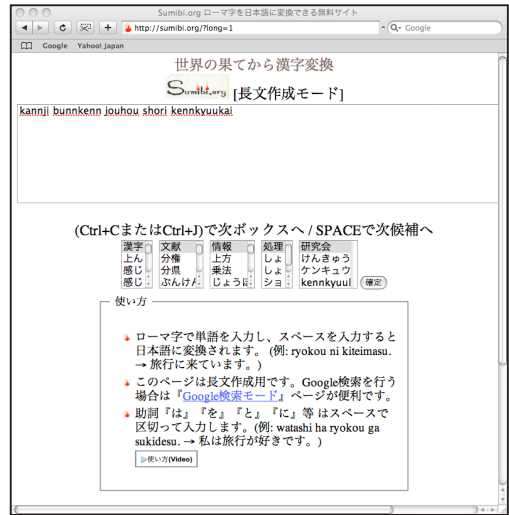 Sumibi.org ローマ字を日本語に変換できる無料サイト
http://sumibi.org/?long=1
Google
Google Yahoo! Japan
世界の果てから漢字変換
Sumibi.org [長文作成モード]
kannji bunnkenn jouhou shori kennkyuukai
(Ctrl+CまたはCtrl+J)で次ボックスへ / SPACEで次候補へ
漢字 文献 情報 処理 研究会
上ん 分権 上方 しょ けんきゅう
感じ 分県 乗法 しょ ケンキュウ
感じ ぶんけん じょうほ ショ kennkyuul 確定
使い方
ローマ字で単語を入力し、スペースを入力すると
日本語に変換されます。 (例: ryokou ni kiteimasu.
→ 旅行に来ています。)
このページは長文作成用です。Google検索を行う
場合は『Google検索モード』ページが便利です。
助詞『は』『を』『と』『に』等 はスペースで
区切って入力します。(例: watashi ha ryokou ga
sukidesu. → 私は旅行が好きです。)
使い方(Video)